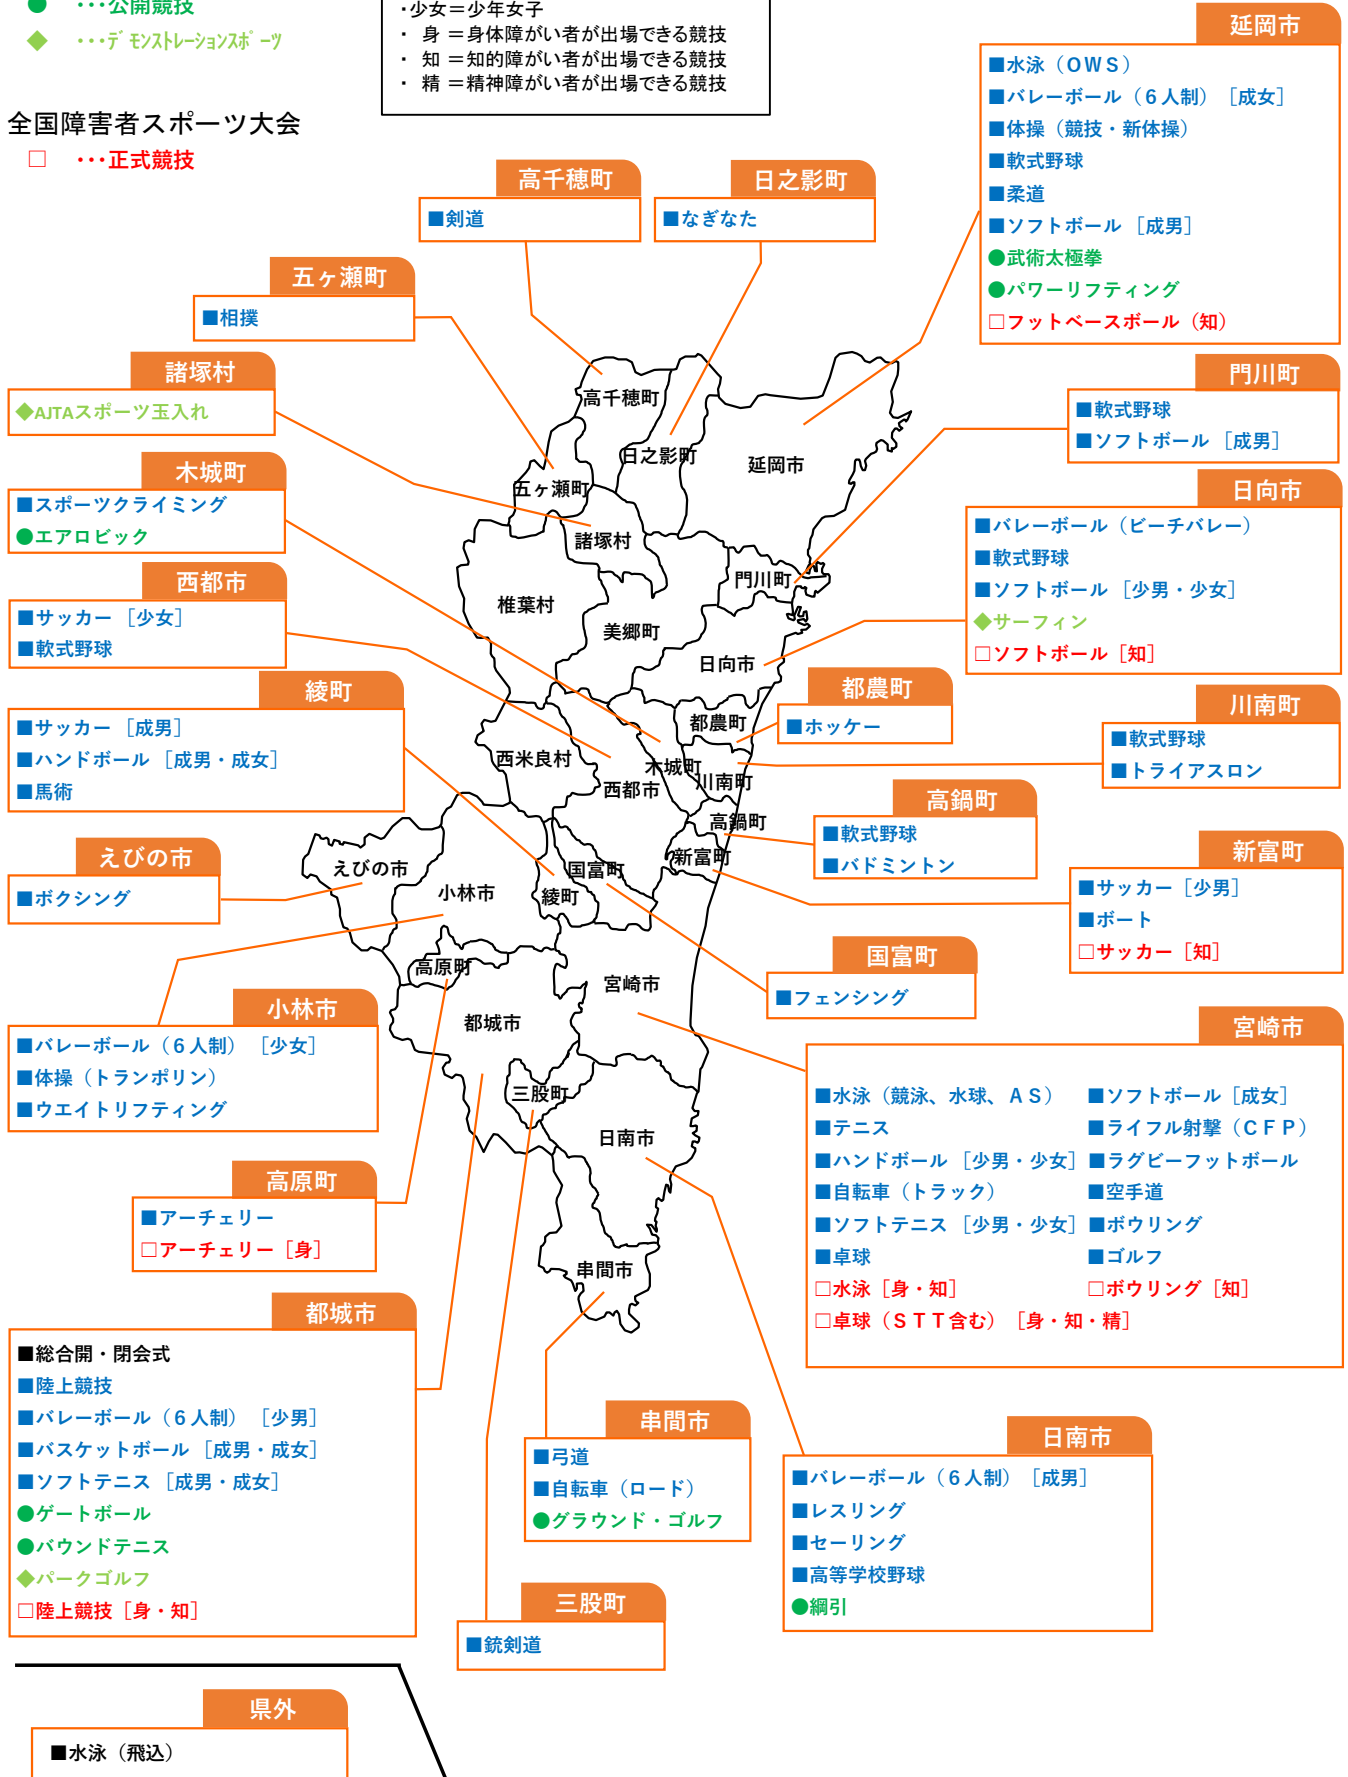 ● ･･･公開競技
◆ ･･･ﾃﾞﾓﾝｽﾄﾚｰｼｮﾝｽﾎﾟｰﾂ
・少女＝少年女子
・ 身 ＝身体障がい者が出場できる競技
・ 知 ＝知的障がい者が出場できる競技
・ 精 ＝精神障がい者が出場できる競技
全国障害者スポーツ大会
□ ･･･正式競技
延岡市
■水泳（ＯＷＳ）
■バレーボール（６人制）［成女］
■体操（競技・新体操）
■軟式野球
■柔道
■ソフトボール［成男］
●武術太極拳
●パワーリフティング
□フットベースボール（知）
高千穂町
■剣道
日之影町
■なぎなた
五ヶ瀬町
■相撲
諸塚村
◆AJTAスポーツ玉入れ
門川町
■軟式野球
■ソフトボール［成男］
木城町
■スポーツクライミング
●エアロビック
日向市
■バレーボール（ビーチバレー）
■軟式野球
■ソフトボール［少男・少女］
◆サーフィン
□ソフトボール［知］
西都市
■サッカー［少女］
■軟式野球
綾町
■サッカー［成男］
■ハンドボール［成男・成女］
■馬術
都農町
■ホッケー
川南町
■軟式野球
■トライアスロン
高鍋町
■軟式野球
■バドミントン
えびの市
■ボクシング
新富町
■サッカー［少男］
■ボート
□サッカー［知］
国富町
■フェンシング
小林市
■バレーボール（６人制）［少女］
■体操（トランポリン）
■ウエイトリフティング
宮崎市
■水泳（競泳、水球、ＡＳ） ■ソフトボール［成女］
■テニス ■ライフル射撃（ＣＦＰ）
■ハンドボール［少男・少女］ ■ラグビーフットボール
■自転車（トラック） ■空手道
■ソフトテニス［少男・少女］ ■ボウリング
■卓球 ■ゴルフ
□水泳［身・知］ □ボウリング［知］
□卓球（ＳＴＴ含む）［身・知・精］
高原町
■アーチェリー
□アーチェリー［身］
都城市
■総合開・閉会式
■陸上競技
■バレーボール（６人制）［少男］
■バスケットボール［成男・成女］
■ソフトテニス［成男・成女］
●ゲートボール
●バウンドテニス
◆パークゴルフ
□陸上競技［身・知］
串間市
■弓道
■自転車（ロード）
●グラウンド・ゴルフ
日南市
■バレーボール（６人制）［成男］
■レスリング
■セーリング
■高等学校野球
●綱引
三股町
■銃剣道
県外
■水泳（飛込）
高千穂町
日之影町
延岡市
五ヶ瀬町
諸塚村
門川町
椎葉村
美郷町
日向市
都農町
西米良村
木城町
川南町
西都市
高鍋町
新富町
えびの市
国富町
小林市
綾町
高原町
宮崎市
都城市
三股町
日南市
串間市